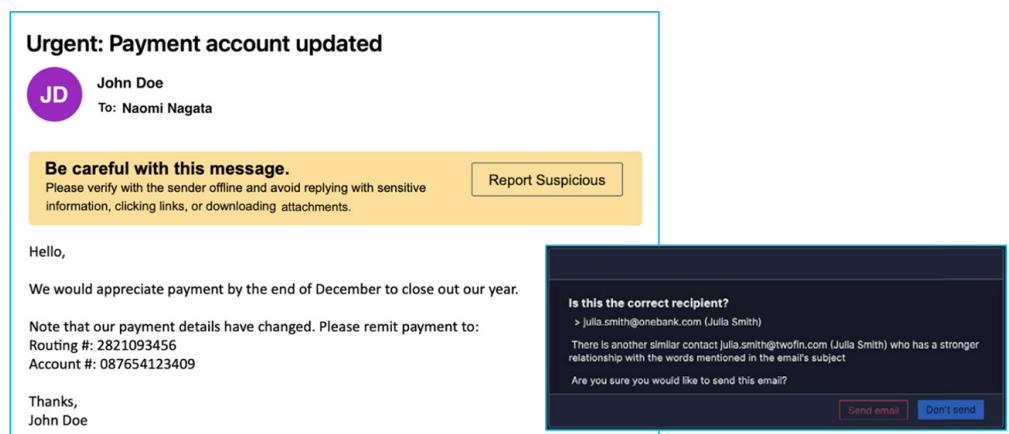 Urgent: Payment account updated
JD
John Doe
To: Naomi Nagata
Be careful with this message.
Please verify with the sender offline and avoid replying with sensitive
information, clicking links, or downloading attachments.
Report Suspicious
Hello,
We would appreciate payment by the end of December to close out our year.
Note that our payment details have changed. Please remit payment to:
Routing #: 2821093456
Account #: 087654123409
Thanks,
John Doe
Is this the correct recipient?
> julia.smith@onebank.com (Julia Smith)
There is another similar contact julia.smith@twofin.com (Julia Smith) who has a stronger
relationship with the words mentioned in the email's subject
Are you sure you would like to send this email?
Send email
Don't send